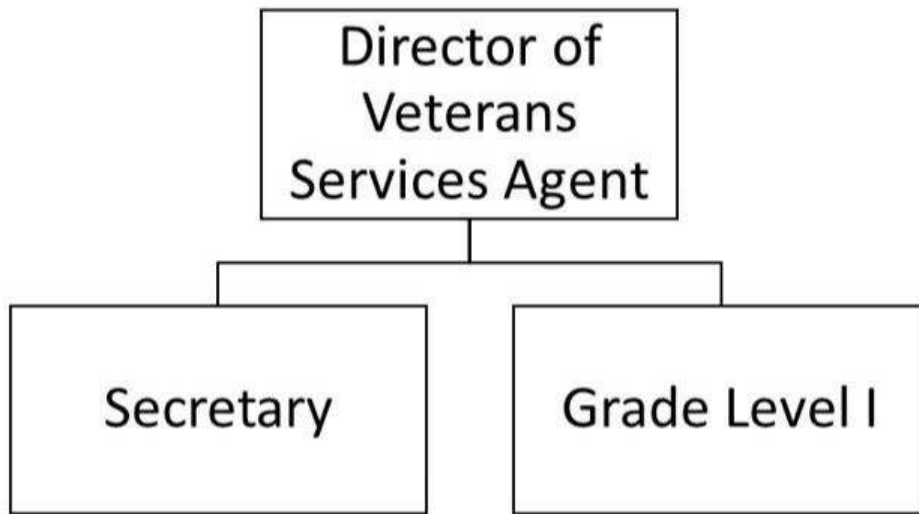 Director of
Veterans
Services Agent
Secretary
Grade Level I